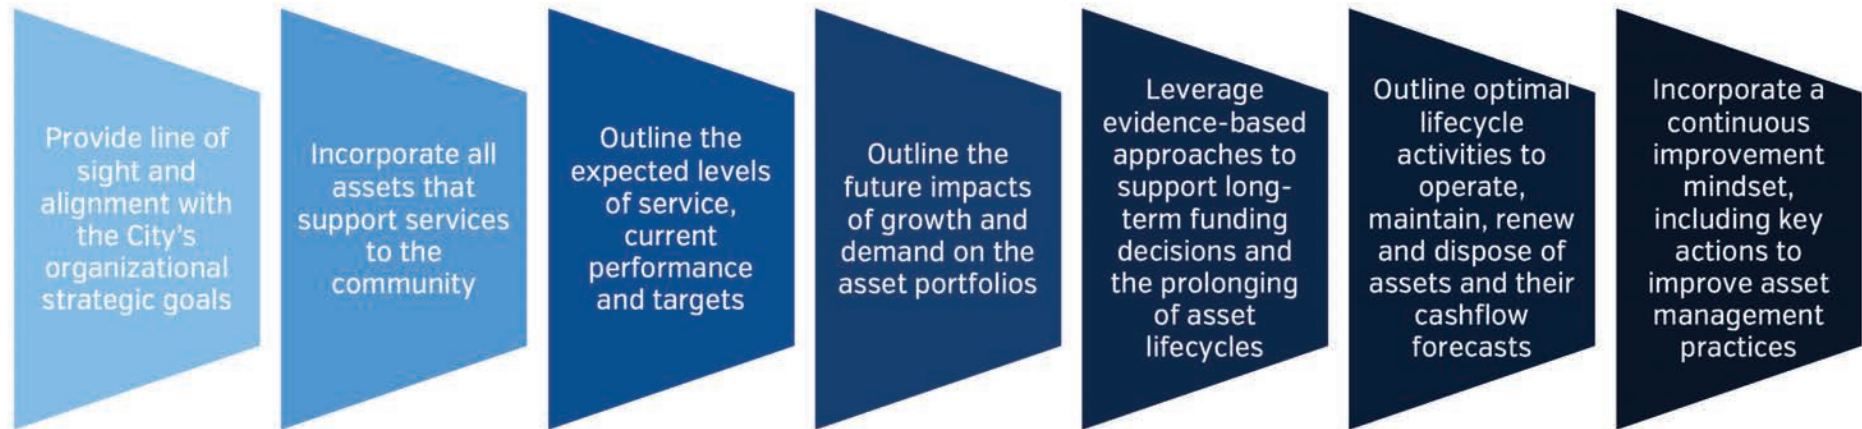 Provide line of
sight and
alignment with
the City's
organizational
strategic goals
Incorporate all
assets that
support services
to the
community
Outline the
expected levels
of service,
current
performance
and targets
Outline the
future impacts
of growth and
demand on the
asset portfolios
Leverage
evidence-based
approaches to
support long-
term funding
decisions and
the prolonging
of asset
lifecycles
Outline optimal
lifecycle
activities to
operate,
maintain, renew
and dispose of
assets and their
cashflow
forecasts
Incorporate a
continuous
improvement
mindset,
including key
actions to
improve asset
management
practices